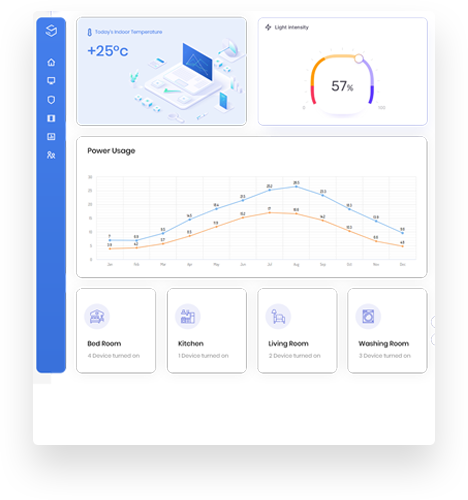 Today's Indoor Temperature
+25°c
Light Intensity
57%
0
100
Power Usage
30
25
20
15
10
5
0
7
6.9
9.5
14.5
18.4
21.5
25.2
26.5
23.3
18.3
13.9
9.6
3.9
4.2
5.7
8.5
11.9
15.2
17
16.6
14.2
10.3
6.6
4.8
Jan
Feb
Mar
Apr
May
Jun
Jul
Aug
Sep
Oct
Nov
Dec
Bed Room
4 Device turned on
Kitchen
1 Device turned on
Living Room
2 Device turned on
Washing Room
3 Device turned on